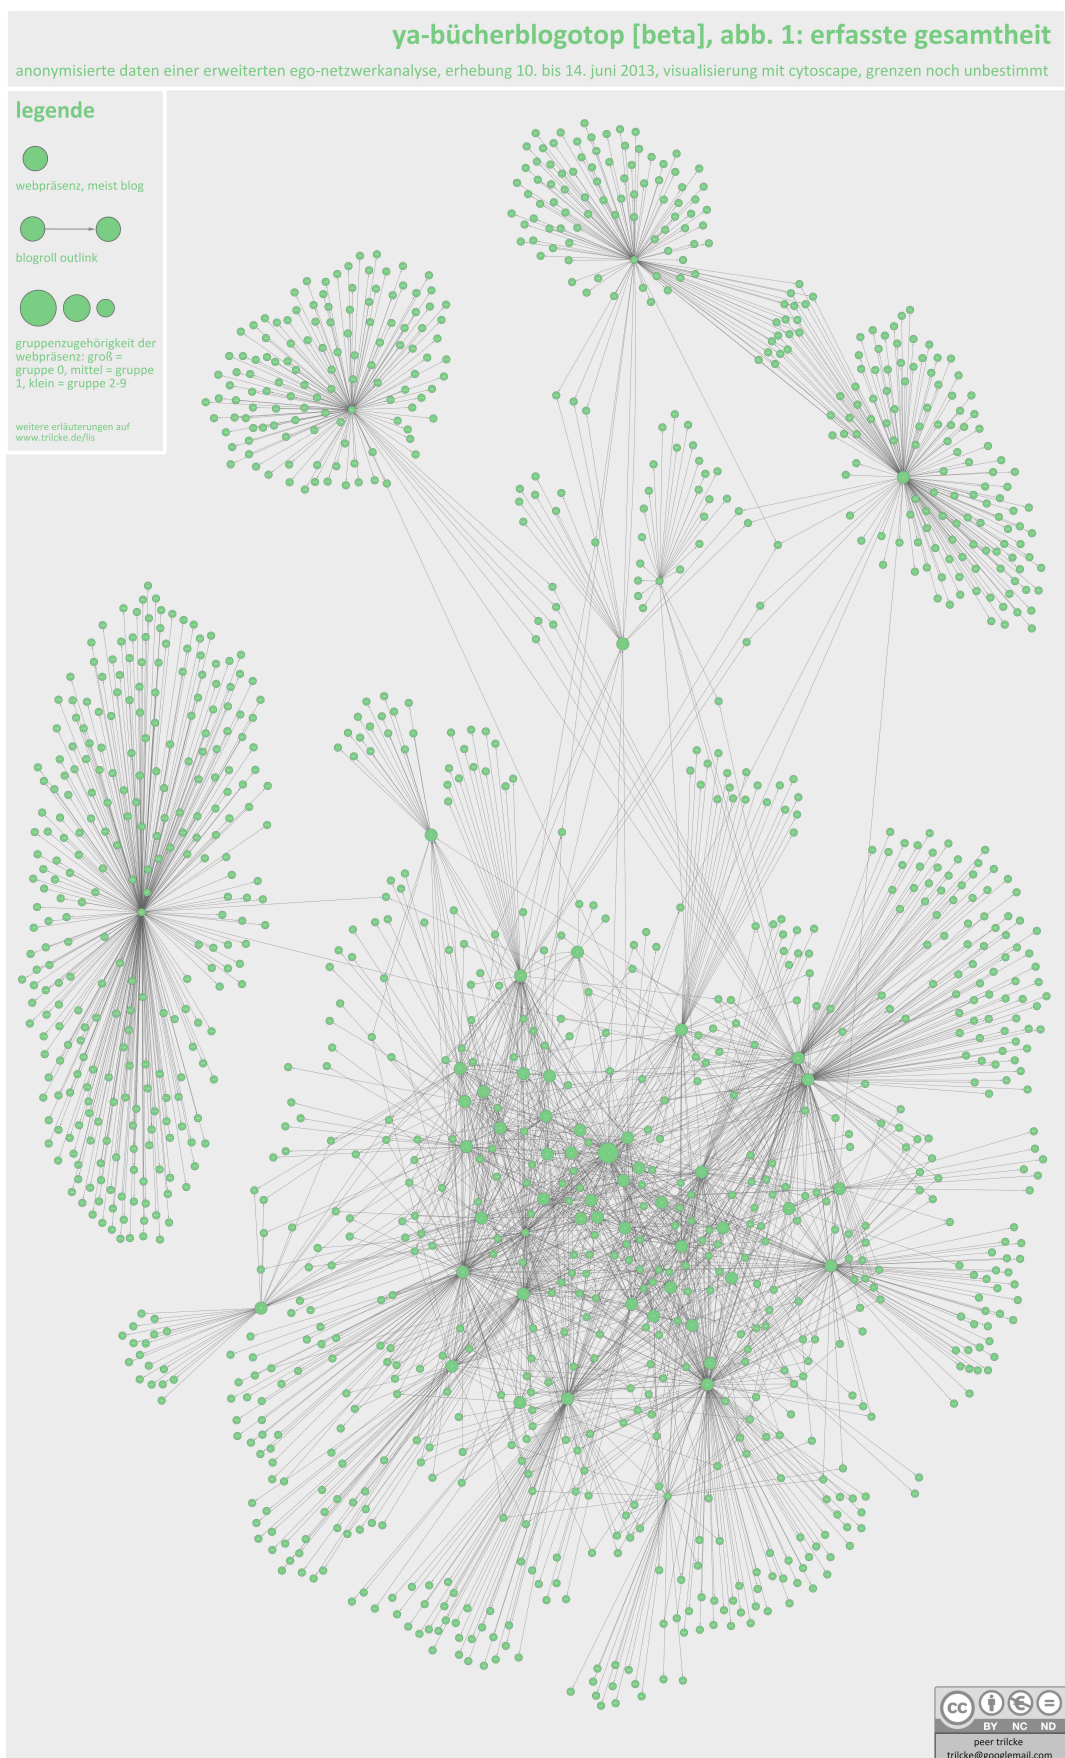 ya-bücherblogotop [beta], abb. 1: erfasste gesamtheit
anonymisierte daten einer erweiterten ego-netzwerkanalyse, erhebung 10. bis 14. juni 2013, visualisierung mit cytoscape, grenzen noch unbestimmt
legende
webpräsenz, meist blog
blogroll outlink
gruppenzugehörigkeit der
webpräsenz: groß =
gruppe 0, mittel = gruppe
1, klein = gruppe 2-9
weitere erläuterungen auf
www.trilcke.de/lis
cc
BY NC ND
peer trilcke
trilcke@googlemail.com